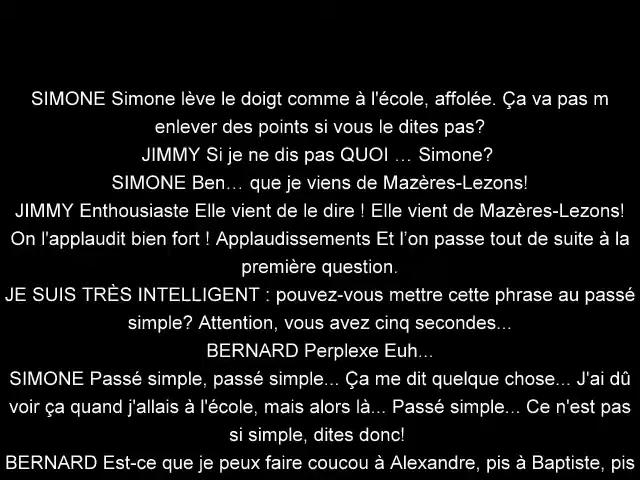 SIMONE Simone lève le doigt comme à l'école, affolée. Ça va pas m
enlever des points si vous le dites pas?
JIMMY Si je ne dis pas QUOI … Simone?
SIMONE Ben… que je viens de Mazères-Lezons!
JIMMY Enthousiaste Elle vient de le dire ! Elle vient de Mazères-Lezons!
On l'applaudit bien fort ! Applaudissements Et l’on passe tout de suite à la
première question.
JE SUIS TRÈS INTELLIGENT : pouvez-vous mettre cette phrase au passé
simple? Attention, vous avez cinq secondes...
BERNARD Perplexe Euh...
SIMONE Passé simple, passé simple... Ça me dit quelque chose... J'ai dû
voir ça quand j'allais à l'école, mais alors là... Passé simple... Ce n'est pas
si simple, dites donc!
BERNARD Est-ce que je peux faire coucou à Alexandre, pis à Baptiste, pis